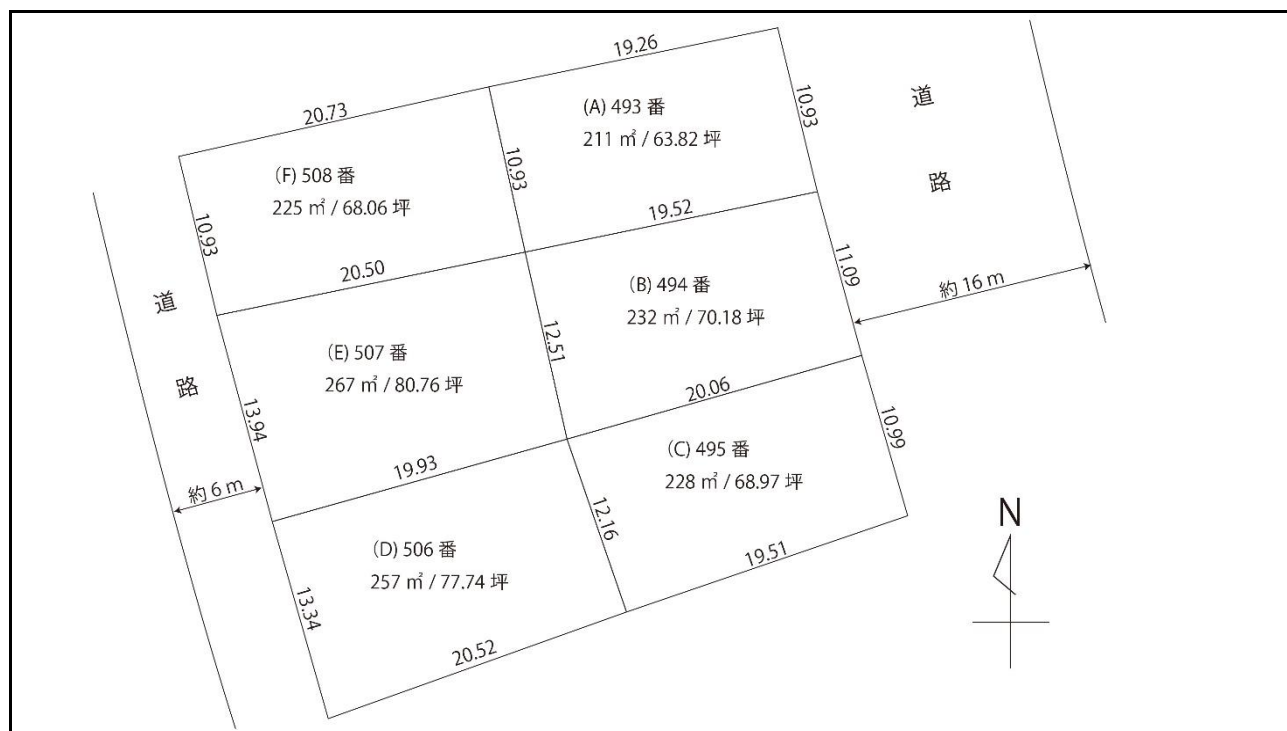 19.26
20.73
(A) 493 番
211 ㎡ / 63.82 坪
10.93
道
路
(F) 508 番
225 ㎡ / 68.06 坪
10.93
10.93
19.52
20.50
11.09
(B) 494 番
232 ㎡ / 70.18 坪
約 16 m
道
路
(E) 507 番
267 ㎡ / 80.76 坪
12.51
20.06
13.94
10.99
(C) 495 番
228 ㎡ / 68.97 坪
19.93
約 6 m
12.16
N
(D) 506 番
257 ㎡ / 77.74 坪
19.51
13.34
20.52